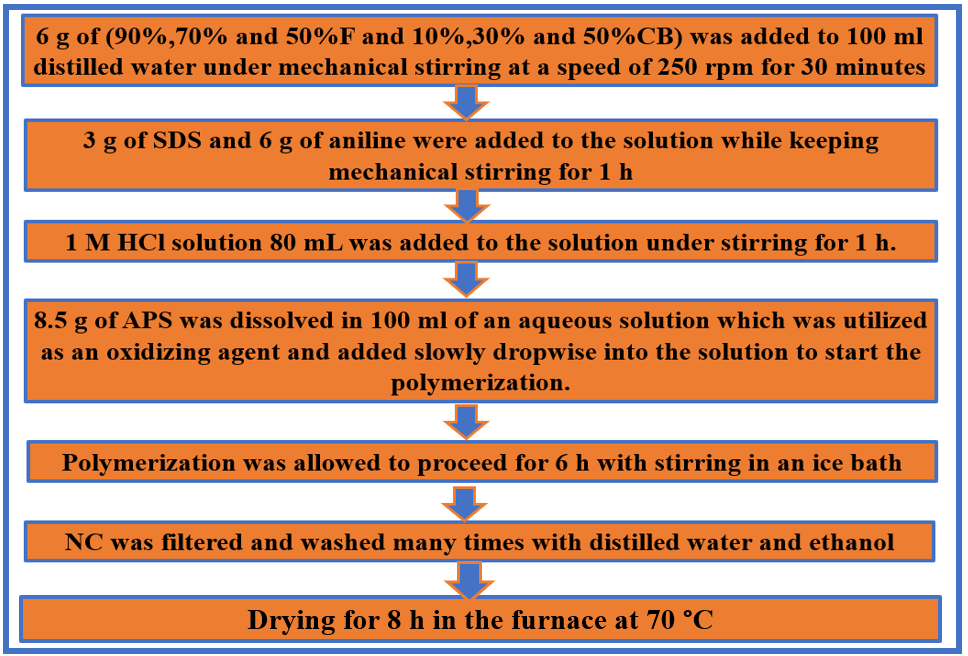 6 g of (90%,70% and 50%F and 10%,30% and 50%CB) was added to 100 ml
distilled water under mechanical stirring at a speed of 250 rpm for 30 minutes
3 g of SDS and 6 g of aniline were added to the solution while keeping
mechanical stirring for 1 h
1 M HCl solution 80 mL was added to the solution under stirring for 1 h.
8.5 g of APS was dissolved in 100 ml of an aqueous solution which was utilized
as an oxidizing agent and added slowly dropwise into the solution to start the
polymerization.
Polymerization was allowed to proceed for 6 h with stirring in an ice bath
NC was filtered and washed many times with distilled water and ethanol
Drying for 8 h in the furnace at 70 °C